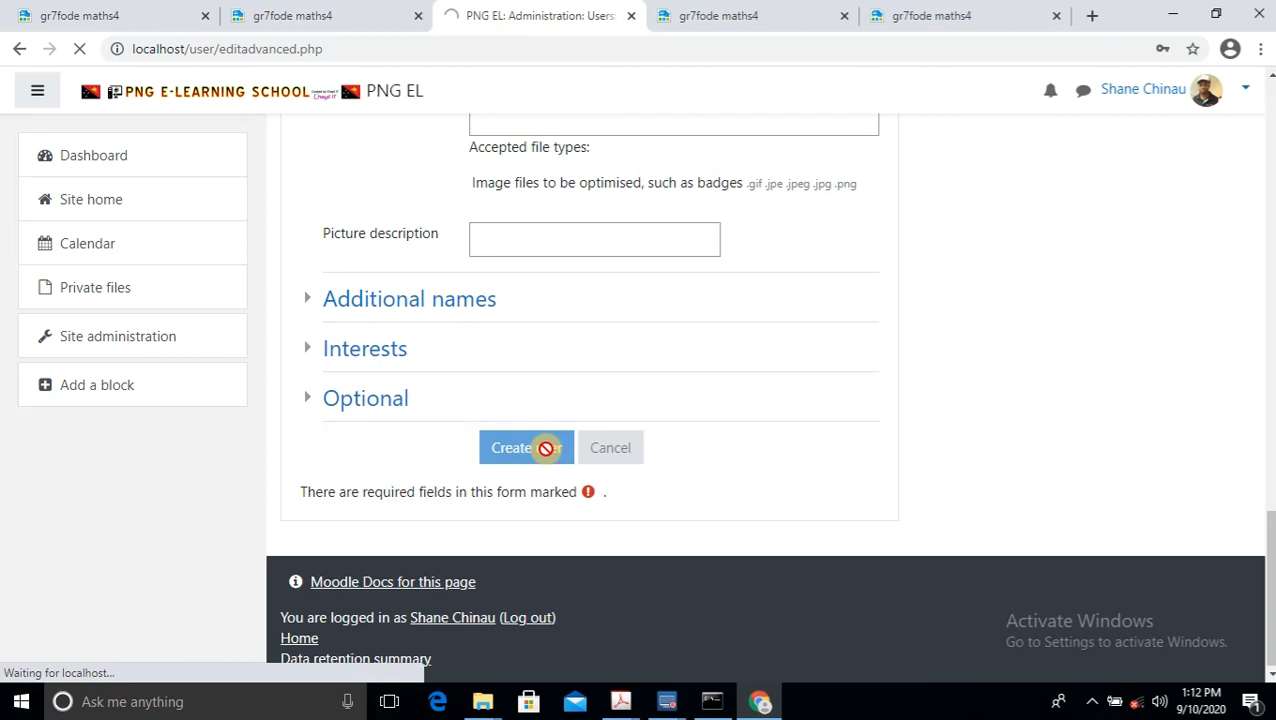 gr7fode maths4
gr7fode maths4
PNG EL: Administration: Users:
gr7fode maths4
gr7fode maths4
localhost/user/editadvanced.php
PNG E-LEARNING SCHOOL
PNG EL
Shane Chinau
Dashboard
Site home
Calendar
Private files
Site administration
Add a block
Accepted file types:
Image files to be optimised, such as badges .gif .jpe .jpeg .jpg .png
Picture description
Additional names
Interests
Optional
Create
Cancel
There are required fields in this form marked .
Moodle Docs for this page
You are logged in as Shane Chinau (Log out)
Home
Data retention summary
Activate Windows
Go to Settings to activate Windows.
Waiting for localhost...
Ask me anything
1:12 PM
9/10/2020
1